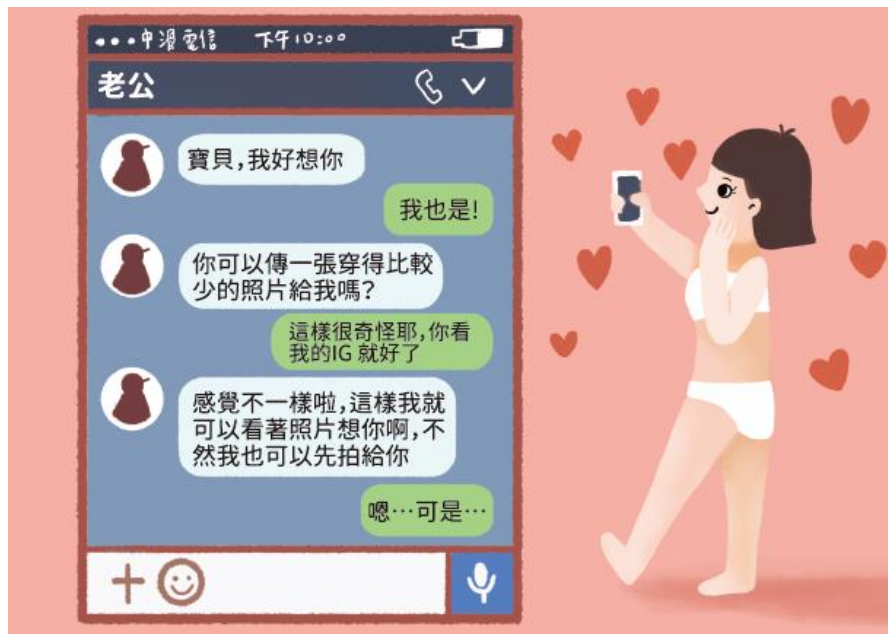 中滬電信 下午10:00
老公
寶貝,我好想你
我也是!
你可以傳一張穿得比較
少的照片給我嗎?
這樣很奇怪耶,你看
我的IG 就好了
感覺不一樣啦,這樣我就
可以看著照片想你啊,不
然我也可以先拍給你
嗯…可是…